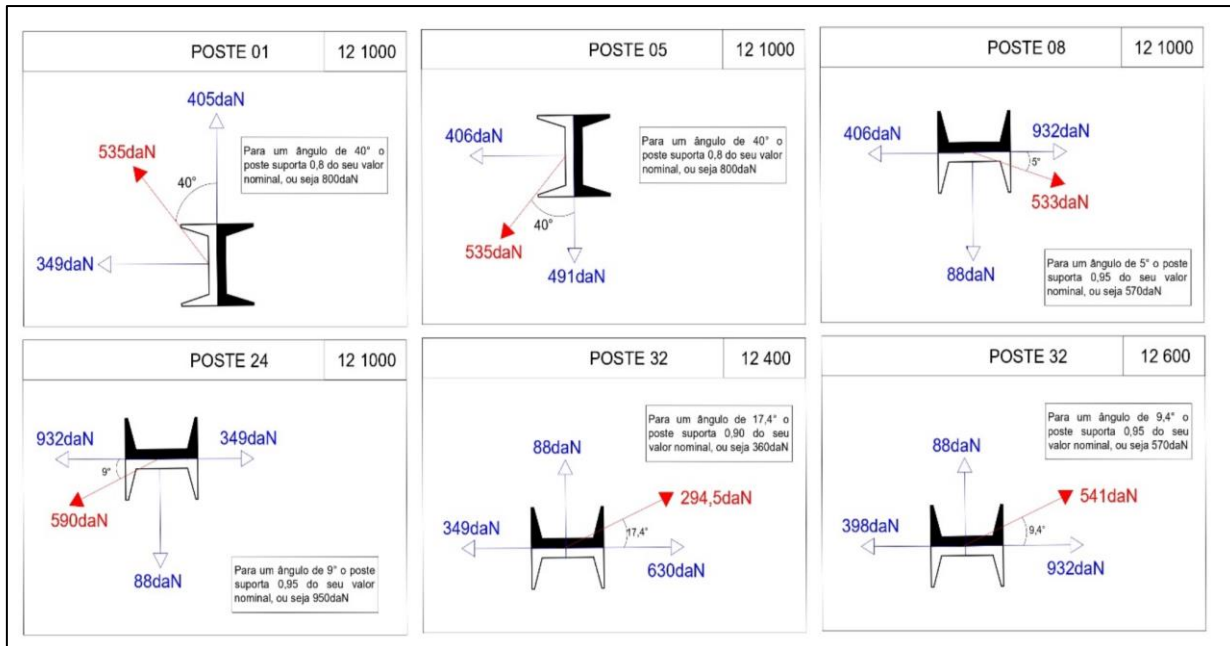 POSTE 01
12 1000
405daN
535daN
40°
349daN
Para um ângulo de 40° o
poste suporta 0,8 do seu valor
nominal, ou seja 800daN
POSTE 05
12 1000
406daN
535daN
40°
491daN
Para um ângulo de 40° o
poste suporta 0,8 do seu valor
nominal, ou seja 800daN
POSTE 08
12 1000
406daN
932daN
5°
533daN
88daN
Para um ângulo de 5° o poste
suporta 0,95 do seu valor
nominal, ou seja 570daN
POSTE 24
12 1000
932daN
349daN
9°
590daN
88daN
Para um ângulo de 9° o poste
suporta 0,95 do seu valor
nominal, ou seja 950daN
POSTE 32
12 400
Para um ângulo de 17,4° o
poste suporta 0,90 do seu
valor nominal, ou seja 360daN
88daN
294,5daN
349daN
17,4°
630daN
POSTE 32
12 600
Para um ângulo de 9,4° o
poste suporta 0,95 do seu
valor nominal, ou seja 570daN
88daN
541daN
398daN
9,4°
932daN